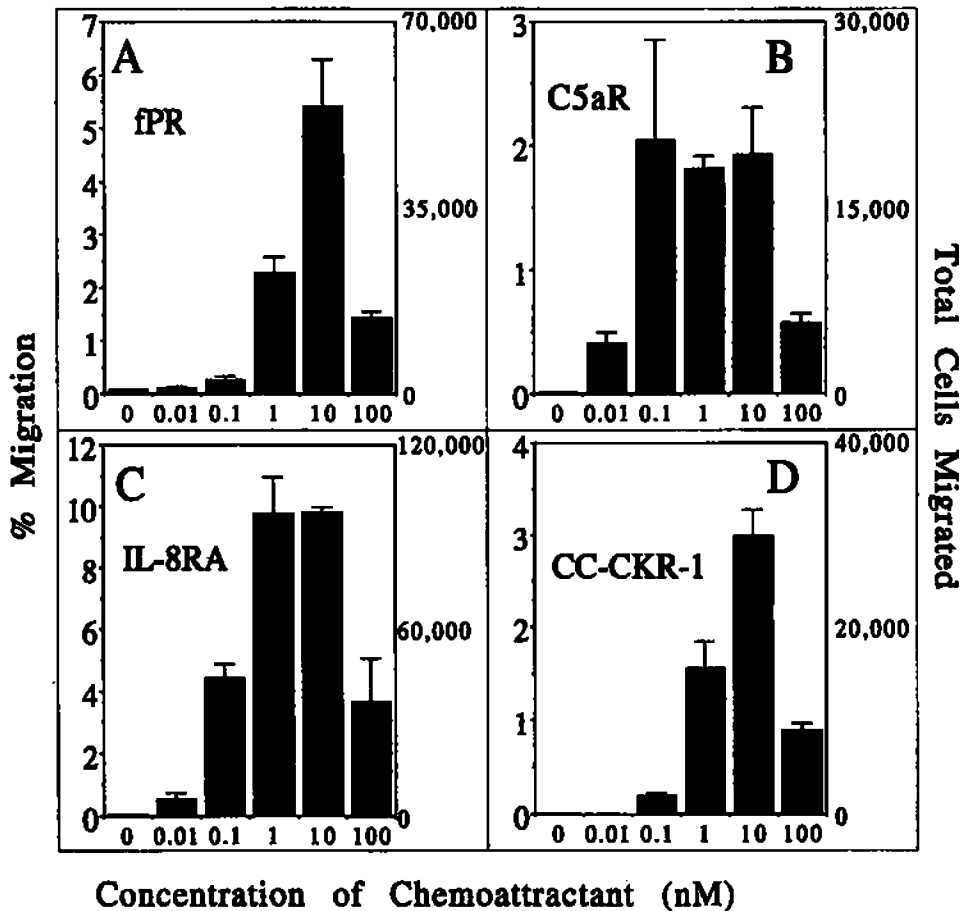 % Migration
A
fPR
7
6
5
4
3
2
1
0
70,000
35,000
0
0 0.01 0.1 1 10 100
B
C5aR
3
2
1
0
30,000
15,000
0
0 0.01 0.1 1 10 100
C
IL-8RA
12
10
8
6
4
2
0
120,000
60,000
0
0 0.01 0.1 1 10 100
D
CC-CKR-1
4
3
2
1
0
40,000
20,000
0
0 0.01 0.1 1 10 100
Total Cells Migrated
Concentration of Chemoattractant (nM)